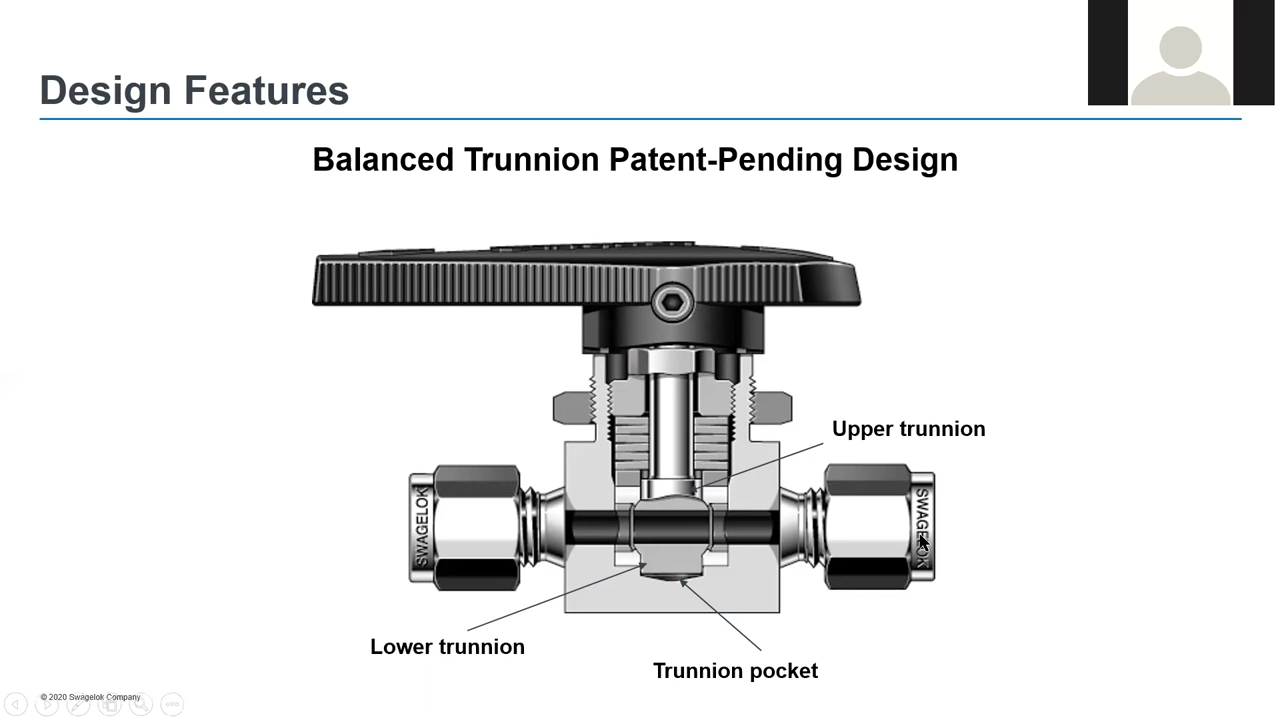 Design Features
Balanced Trunnion Patent-Pending Design
Upper trunnion
SWAGELOK
SWAGELOK
Lower trunnion
Trunnion pocket
© 2020 Swagelok Company